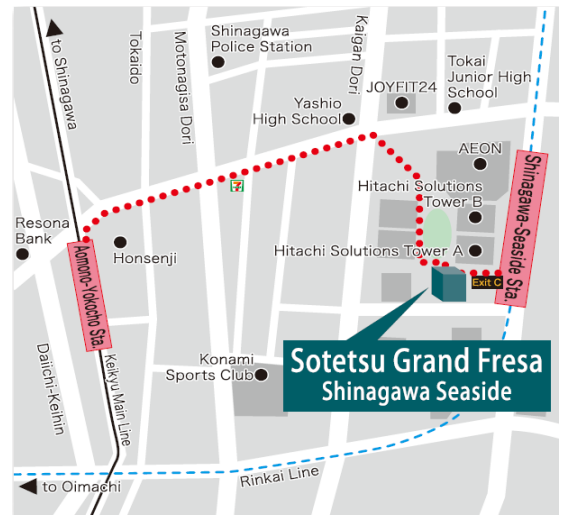 to Shinagawa
Tokaido
Motonagisa Dori
Shinagawa
Police Station
Kaigan Dori
Tokai
Junior High
School
JOYFIT24
Yashio
High School
AEON
Shinagawa-Seaside Sta.
Hitachi Solutions
Tower B
7
Resona
Bank
Aomono-Yokocho Sta.
Honsenji
Hitachi Solutions Tower A
Exit C
Sotetsu Grand Fresa
Shinagawa Seaside
Konami
Sports Club
Daiichi-Keihin
Keikyu Main Line
Rinkai Line
to Oimachi